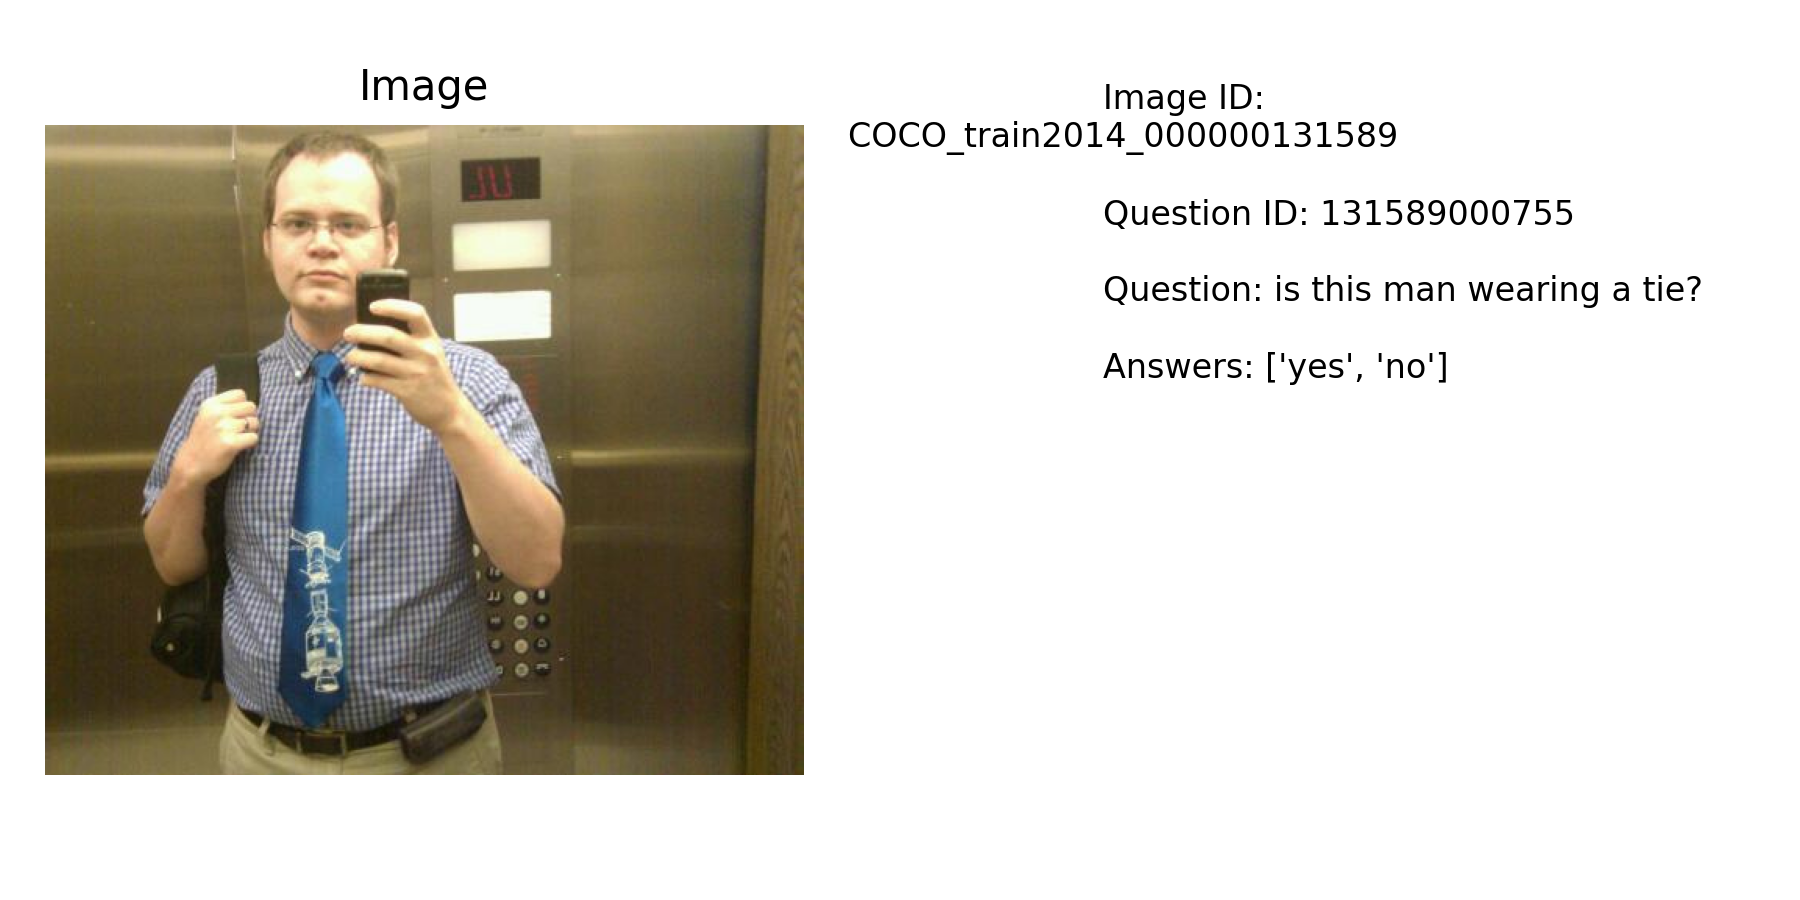 Image
Image ID:
COCO_train2014_000000131589
Question ID: 131589000755
Question: is this man wearing a tie?
Answers: ['yes', 'no']